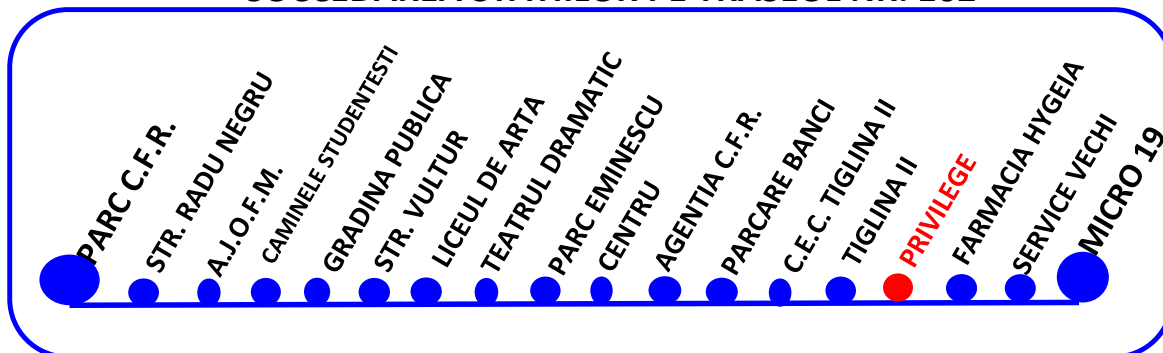 PARC C.F.R.
STR. RADU NEGRU
A.J.O.F.M.
CAMINELE STUDENTESTI
GRADINA PUBLICA
STR. VULTUR
LICEUL DE ARTA
TEATRUL DRAMATIC
PARC EMINESCU
CENTRU
AGENTIA C.F.R.
PARCARE BANCI
C.E.C. TIGLINA II
TIGLINA II
PRIVILEGE
FARMACIA HYGEIA
SERVICE VECHI
MICRO 19